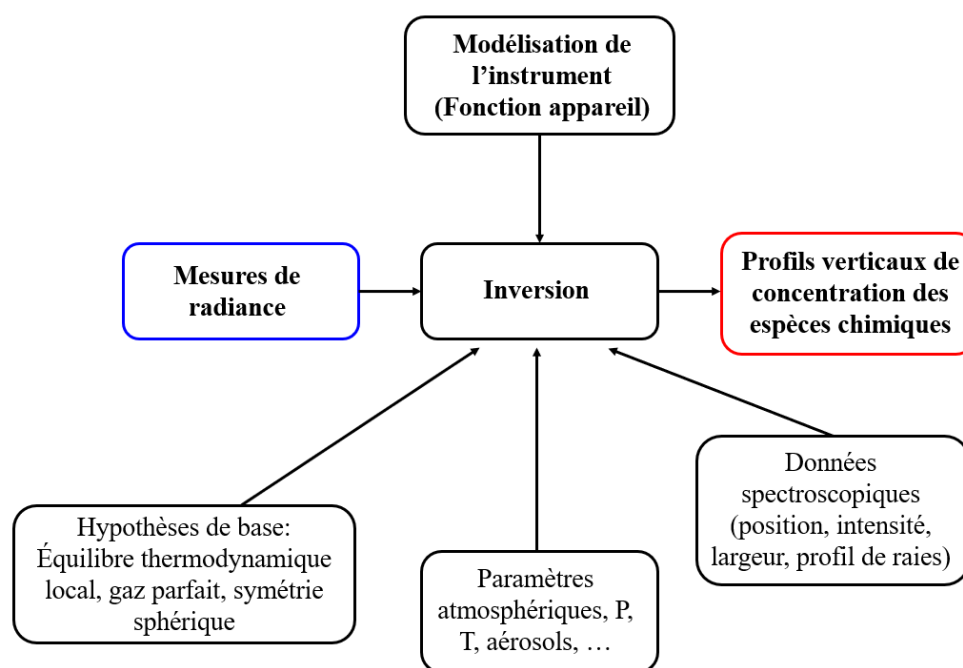 Modélisation de
l’instrument
(Fonction appareil)
Mesures de
radiance
Inversion
Profils verticaux de
concentration des
espèces chimiques
Hypothèses de base:
Équilibre thermodynamique
local, gaz parfait, symétrie
sphérique
Paramètres
atmosphériques, P,
T, aérosols, …
Données
spectroscopiques
(position, intensité,
largeur, profil de raies)